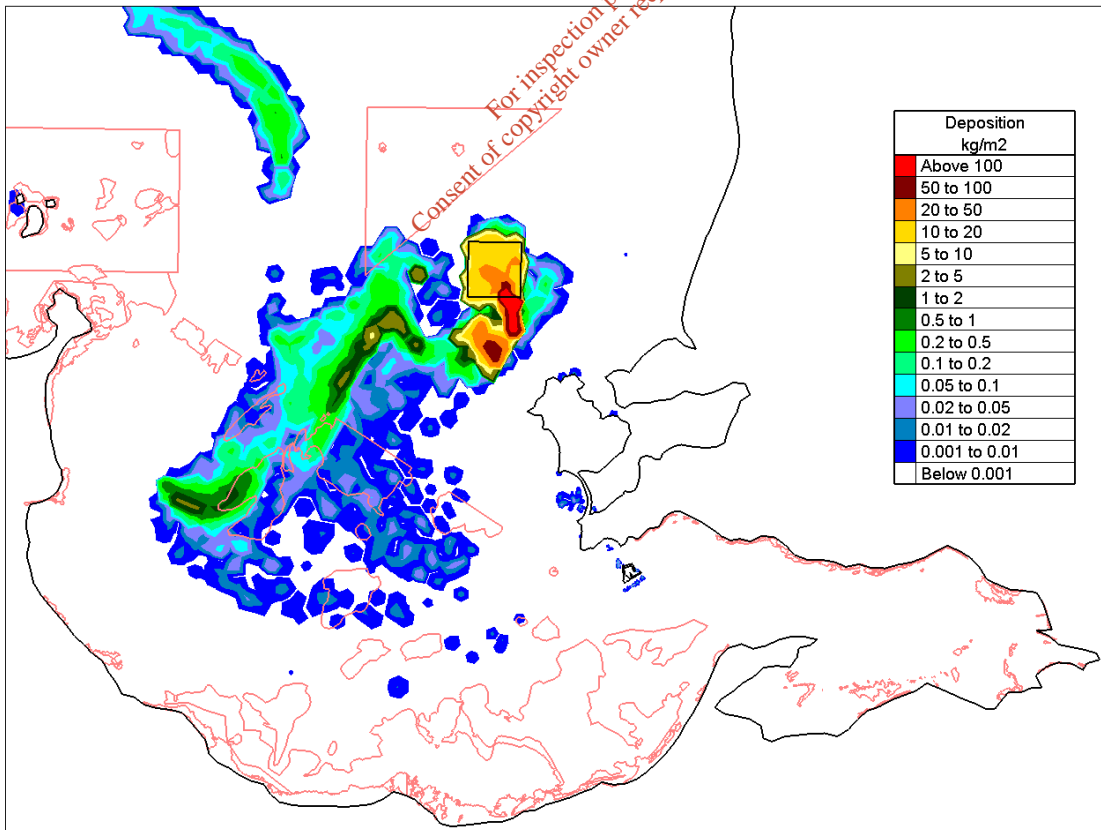 For inspection p
Consent of copyright owner req
Deposition
kg/m2
Above 100
50 to 100
20 to 50
10 to 20
5 to 10
2 to 5
1 to 2
0.5 to 1
0.2 to 0.5
0.1 to 0.2
0.05 to 0.1
0.02 to 0.05
0.01 to 0.02
0.001 to 0.01
Below 0.001